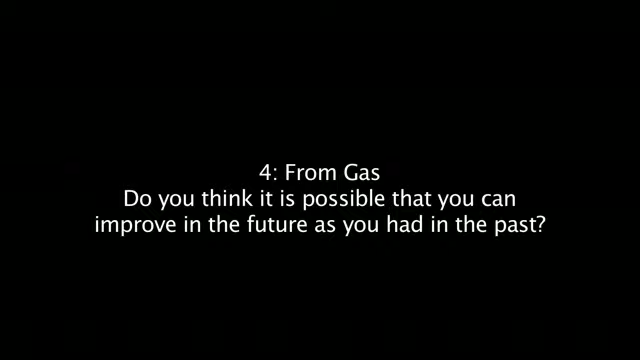 4: From Gas
Do you think it is possible that you can
improve in the future as you had in the past?